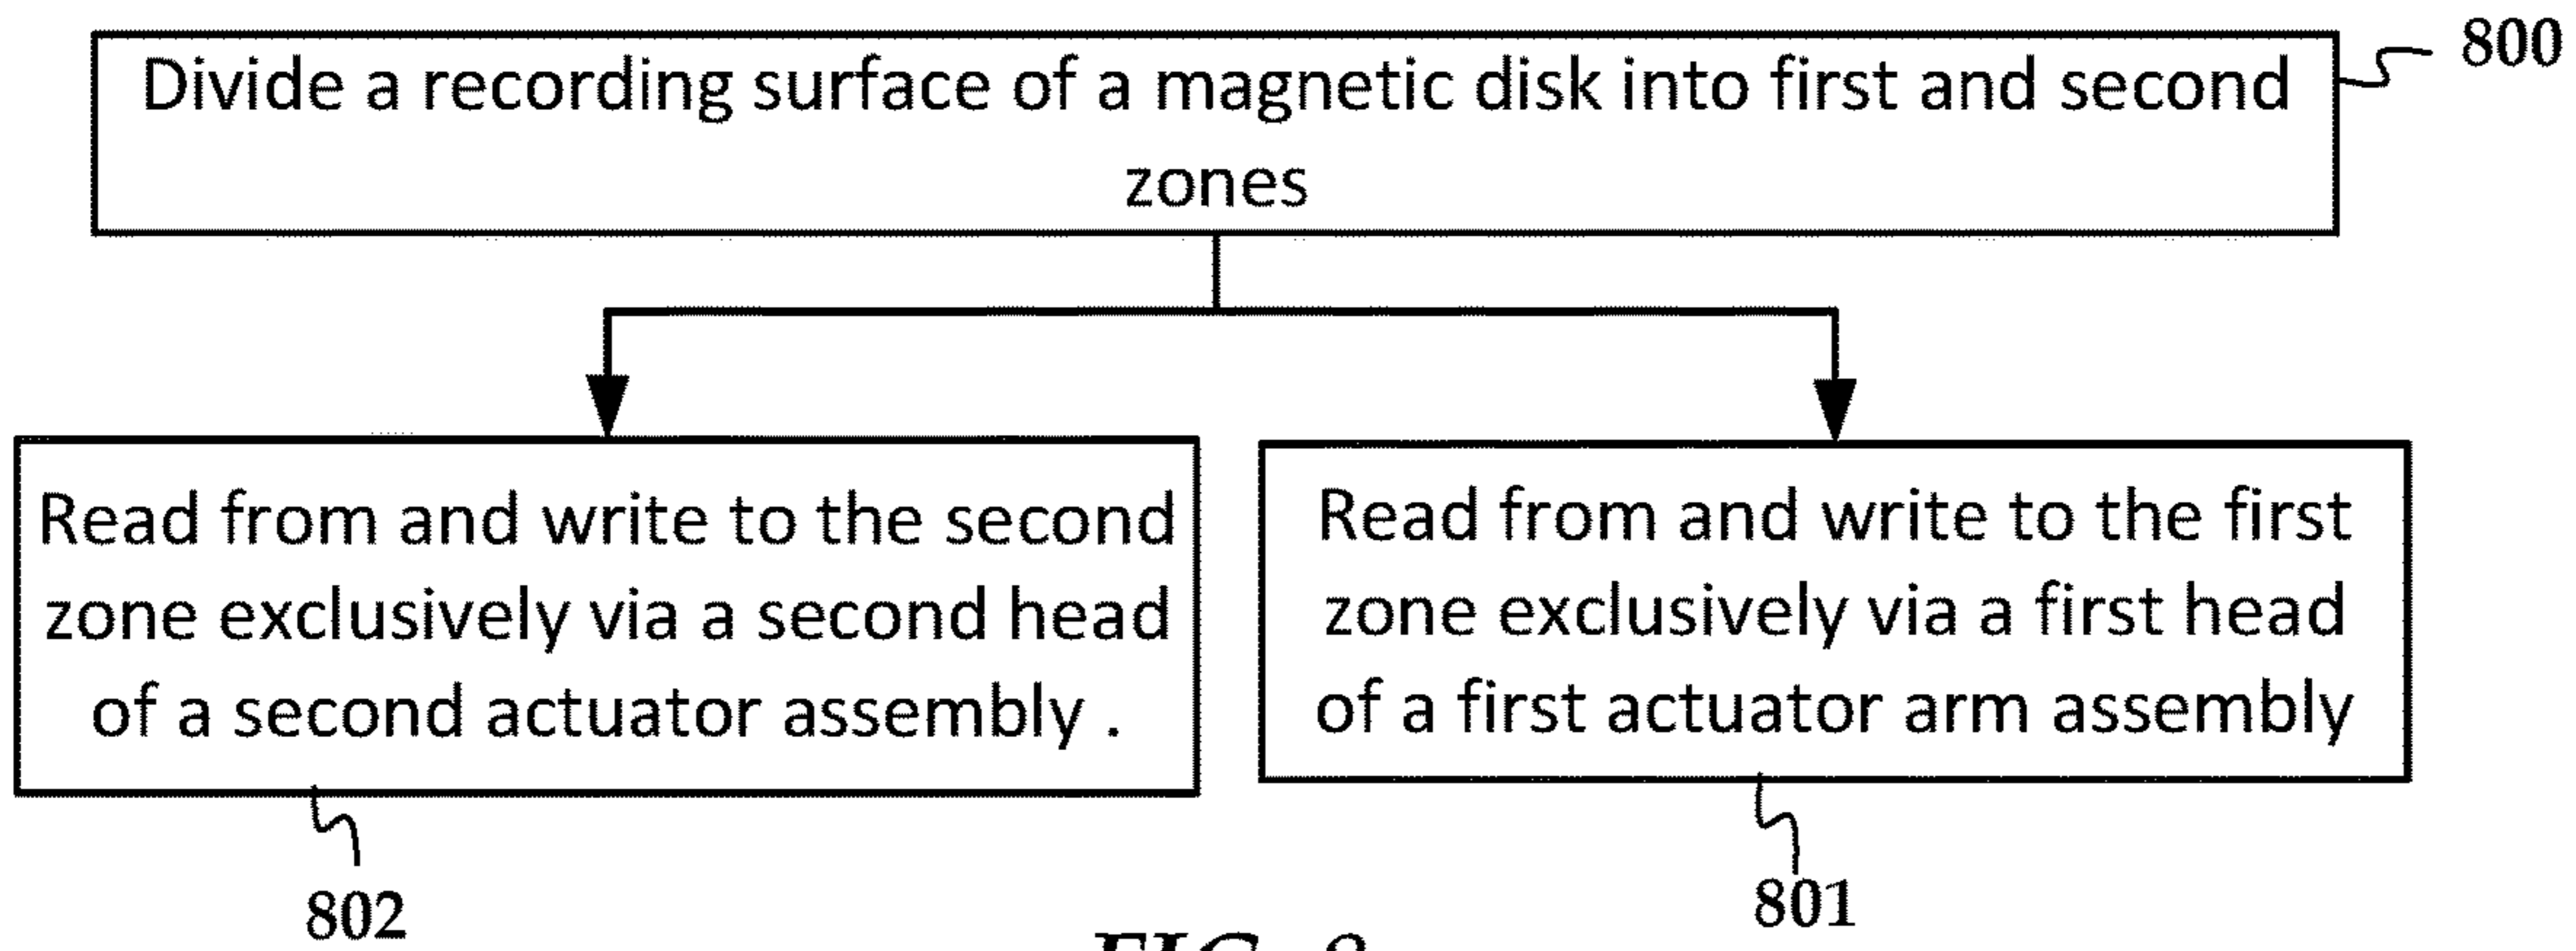 Divide a recording surface of a magnetic disk into first and second
zones
800
Read from and write to the second
zone exclusively via a second head
of a second actuator assembly .
802
Read from and write to the first
zone exclusively via a first head
of a first actuator arm assembly
801
FIG. 8